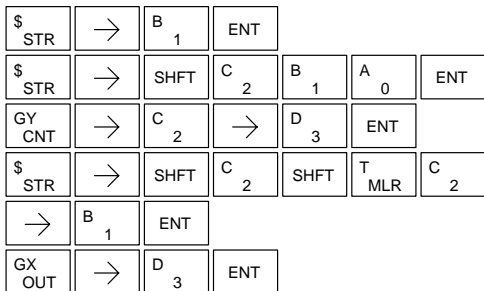 $ STR → B 1 ENT
$ STR → SHFT C 2 B 1 A 0 ENT
GY CNT → C 2 → D 3 ENT
$ STR → SHFT C 2 SHFT T MLR C 2
→ B 1 ENT
GX OUT → D 3 ENT